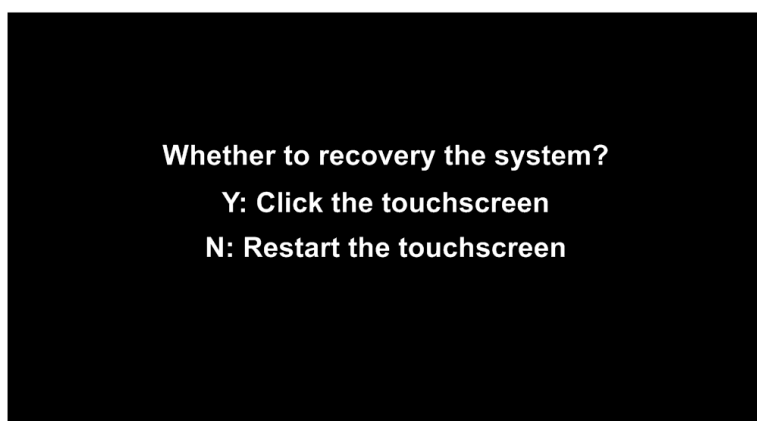 Whether to recovery the system?
Y: Click the touchscreen
N: Restart the touchscreen